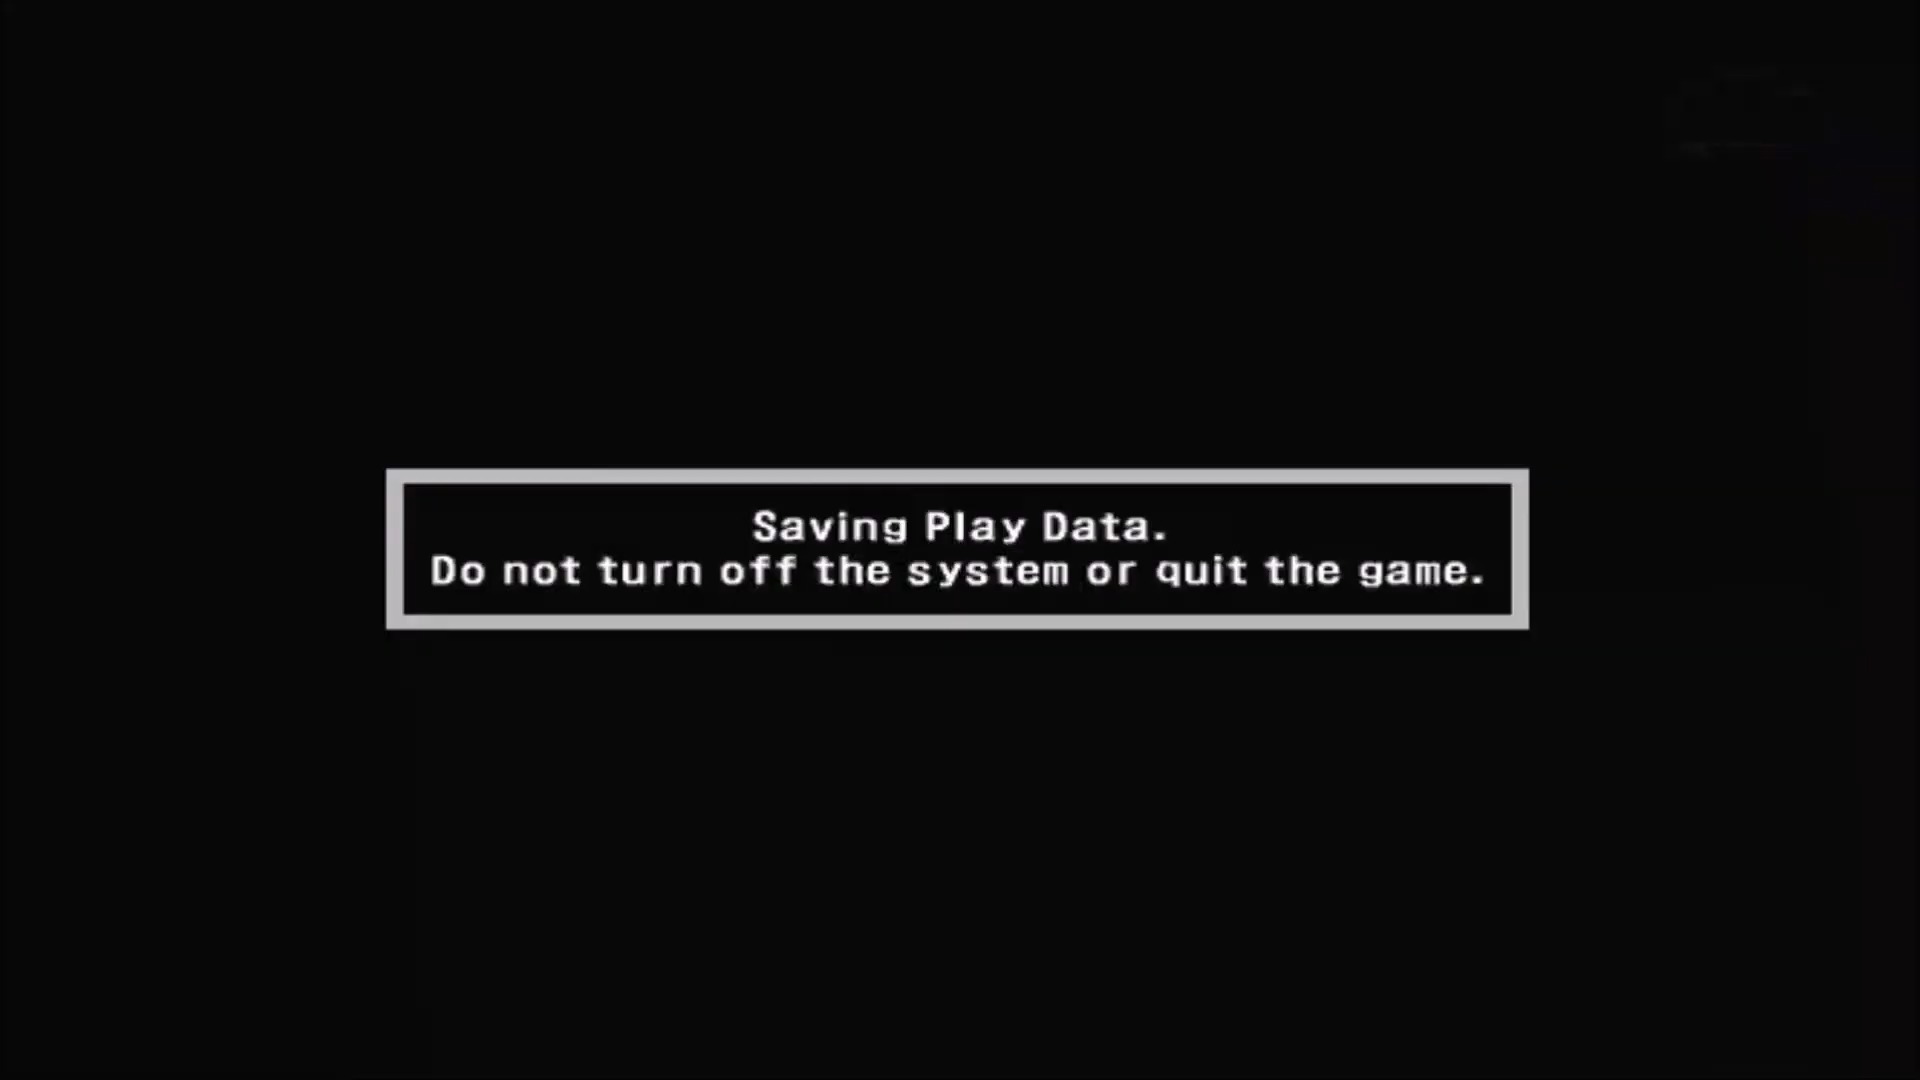 Saving Play Data.
Do not turn off the system or quit the game.